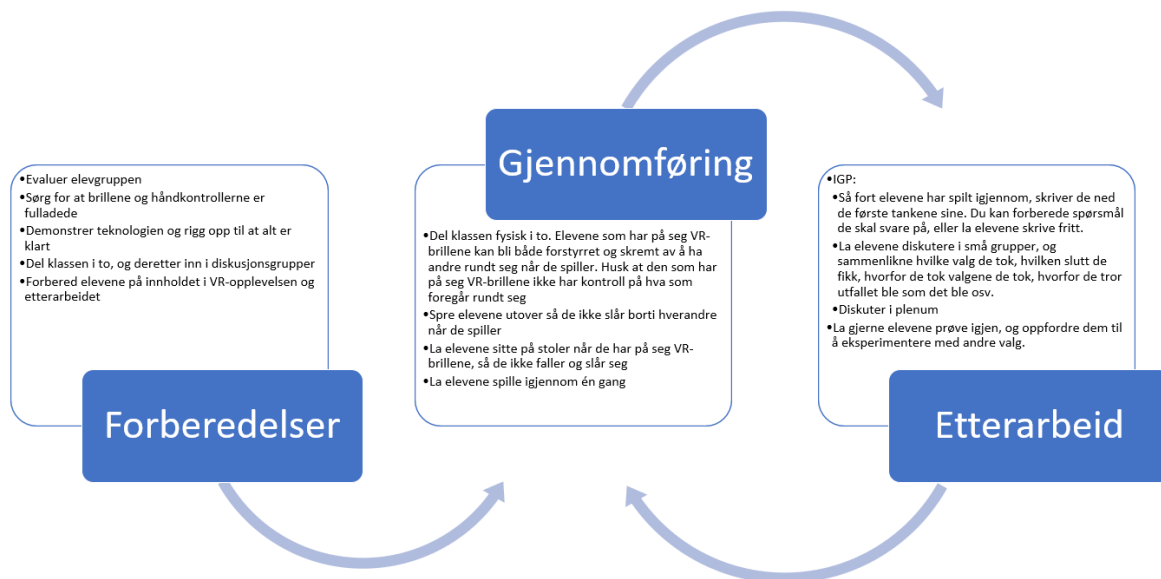 •Evaluer elevgruppen
•Sørg for at brillene og håndkontrollerne er
fulladede
•Demonstrer teknologien og rigg opp til at alt er
klart
•Del klassen i to, og deretter inn i diskusjonsgrupper
•Forbered elevene på innholdet i VR-opplevelsen og
etterarbeidet
Forberedelser
Gjennomføring
•Del klassen fysisk i to. Elevene som har på seg VR-
brillene kan bli både forstyrret og skremt av å ha
andre rundt seg når de spiller. Husk at den som har
på seg VR-brillene ikke har kontroll på hva som
foregår rundt seg
•Spre elevene utover så de ikke slår borti hverandre
når de spiller
•La elevene sitte på stoler når de har på seg VR-
brillene, så de ikke faller og slår seg
•La elevene spille igjennom én gang
•IGP:
•Så fort elevene har spilt igjennom, skriver de ned
de første tankene sine. Du kan forberede spørsmål
de skal svare på, eller la elevene skrive fritt.
•La elevene diskutere i små grupper, og
sammenlikne hvilke valg de tok, hvilken slutt de
fikk, hvorfor de tok valgene de tok, hvorfor de tror
utfallet ble som det ble osv.
•Diskuter i plenum
•La gjerne elevene prøve igjen, og oppfordre dem til
å eksperimentere med andre valg.
Etterarbeid